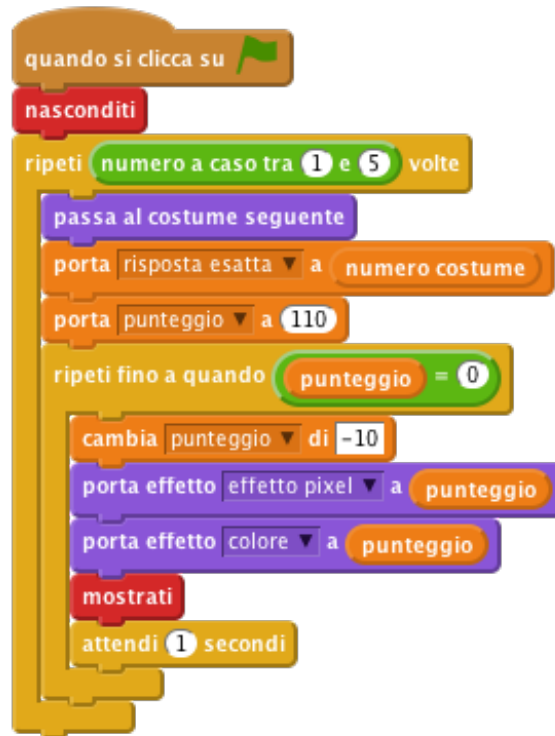 quando si clicca su
nasconditi
ripeti numero a caso tra 1 e 5 volte
passa al costume seguente
porta risposta esatta a numero costume
porta punteggio a 110
ripeti fino a quando punteggio = 0
cambia punteggio di -10
porta effetto effetto pixel a punteggio
porta effetto colore a punteggio
mostrati
attendi 1 secondi